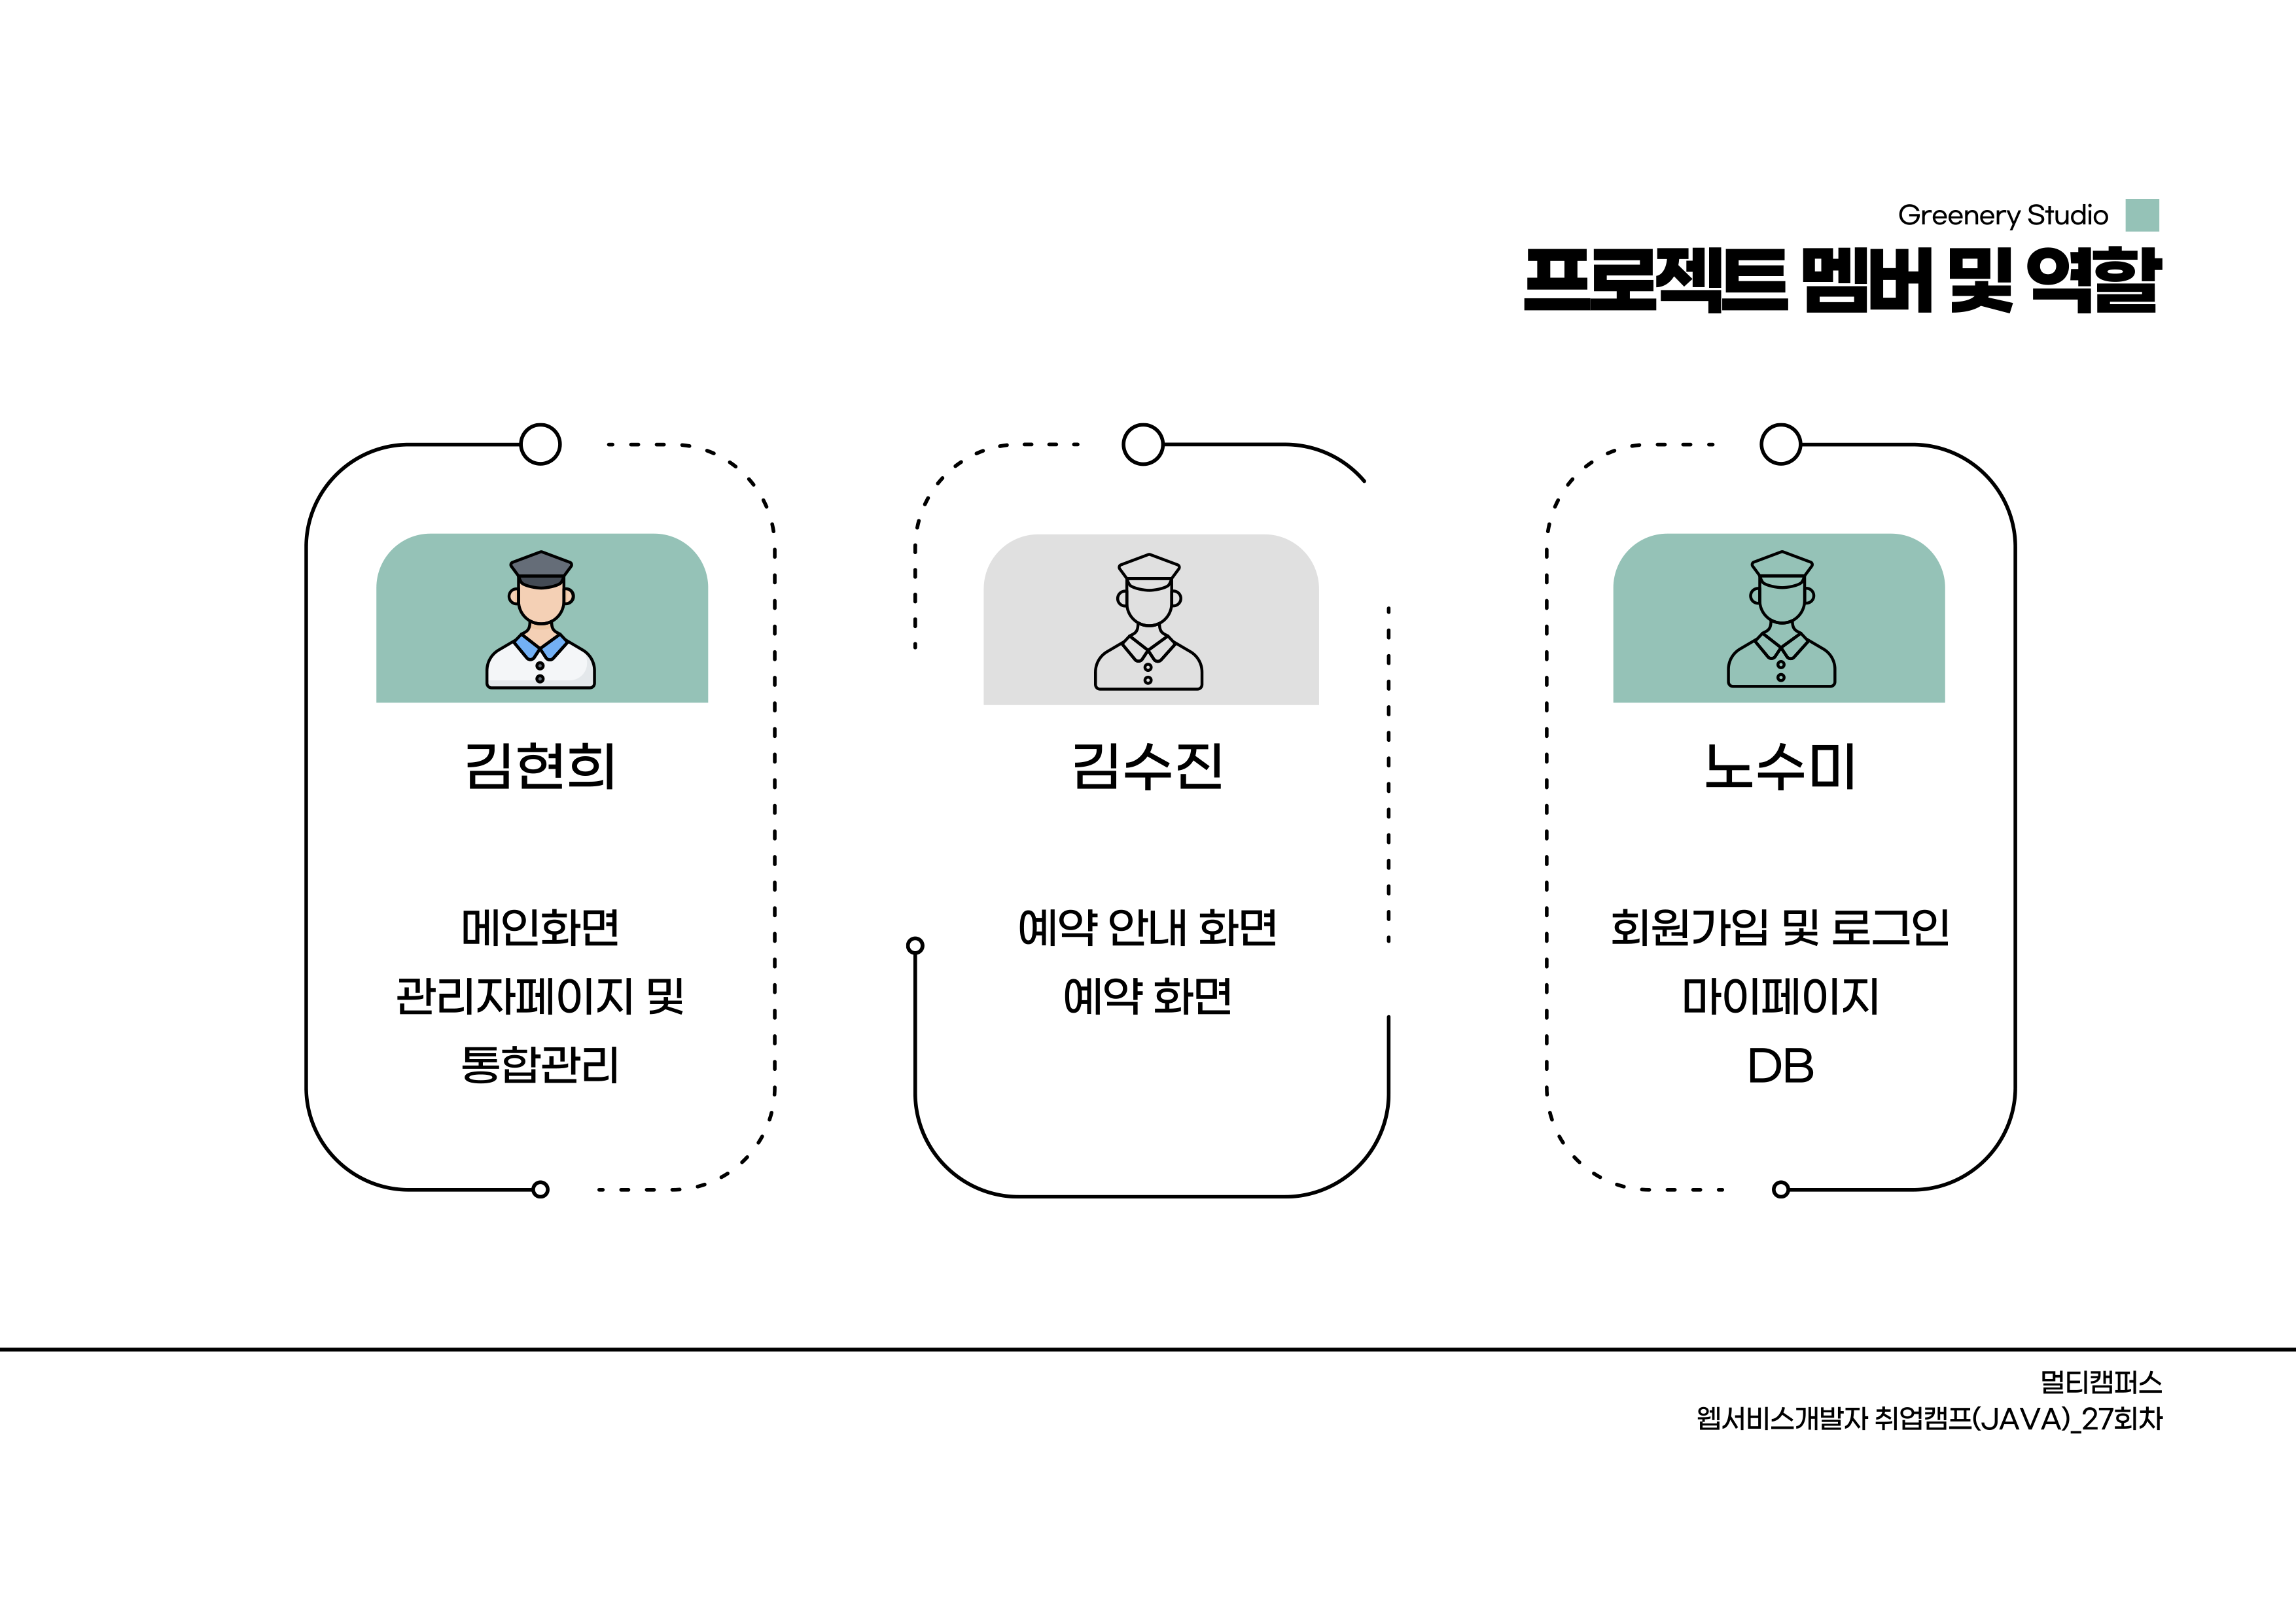 Greenery Studio
프로젝트 멤버 및 역할
김현희
메인화면
관리자페이지 및
통합관리
김수진
예약 안내 화면
예약 화면
노수미
회원가입 및 로그인
마이페이지
DB
멀티캠퍼스
웹서비스개발자 취업캠프(JAVA)_27회차